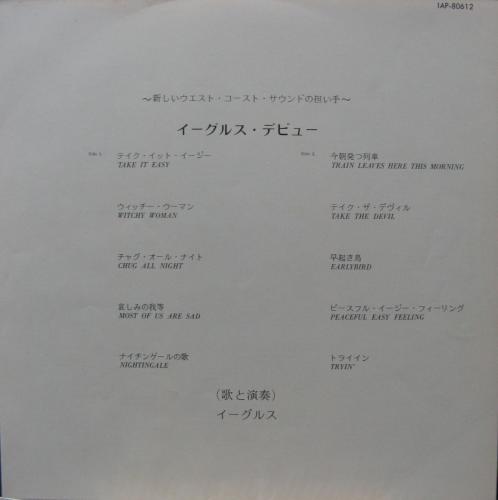 IAP-80612
～新しいウエスト・コースト・サウンドの担い手～
イーグルス・デビュー
Side 1.
テイク・イット・イージー
TAKE IT EASY
ウィッチー・ウーマン
WITCHY WOMAN
チャグ・オール・ナイト
CHUG ALL NIGHT
哀しみの我等
MOST OF US ARE SAD
ナイチンゲールの歌
NIGHTINGALE
Side 2.
今朝発つ列車
TRAIN LEAVES HERE THIS MORNING
テイク・ザ・デヴィル
TAKE THE DEVIL
早起き鳥
EARLYBIRD
ピースフル・イージー・フィーリング
PEACEFUL EASY FEELING
トライイン
TRYIN'
(歌と演奏)
イーグルス